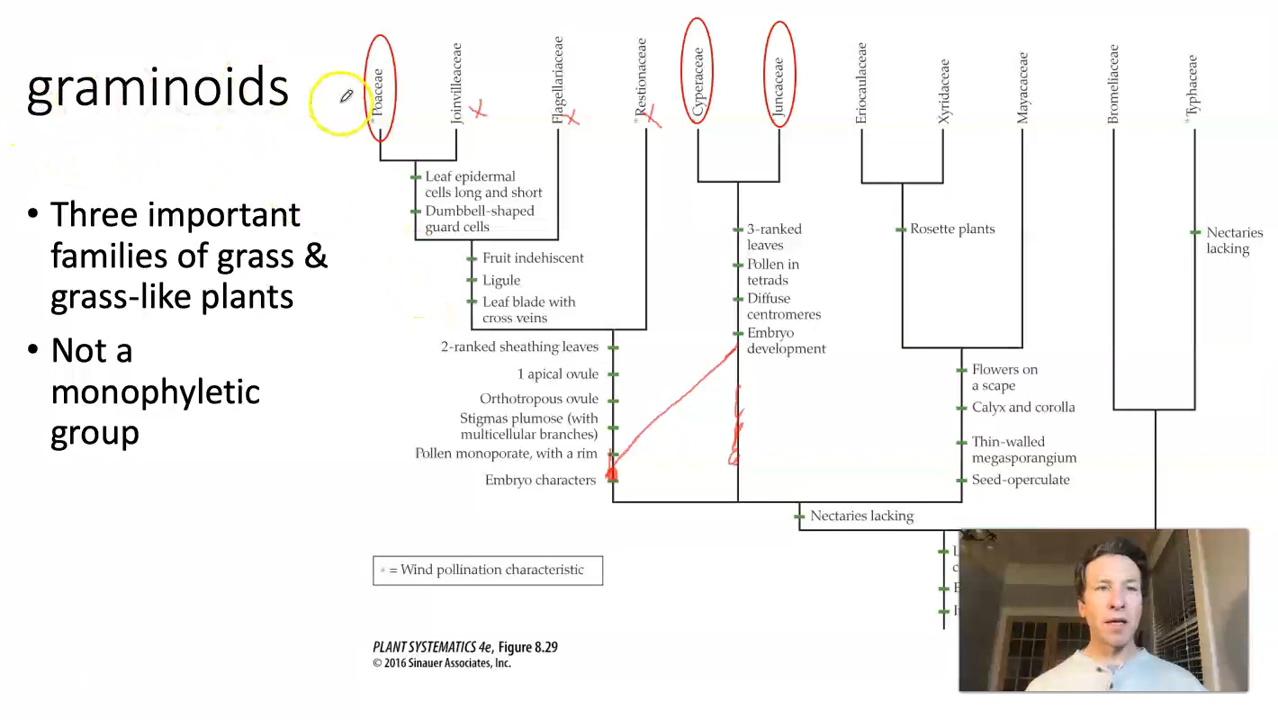 graminoids
• Three important
families of grass &
grass-like plants
• Not a
monophyletic
group
*Poaceae
Joinvilleaceae
Flagellariaceae
*Restionaceae
Cyperaceae
Juncaceae
Eriocaulaceae
Xyridaceae
Mayacaceae
Bromeliaceae
*Typhaceae
Leaf epidermal
cells long and short
Dumbbell-shaped
guard cells
Fruit indehiscent
Ligule
Leaf blade with
cross veins
2-ranked sheathing leaves
1 apical ovule
Orthotropous ovule
Stigmas plumose (with
multicellular branches)
Pollen monoporate, with a rim
Embryo characters
3-ranked
leaves
Pollen in
tetrads
Diffuse
centromeres
Embryo
development
Rosette plants
Flowers on
a scape
Calyx and corolla
Thin-walled
megasporangium
Seed-operculate
Nectaries
lacking
Nectaries lacking
* = Wind pollination characteristic
PLANT SYSTEMATICS 4e, Figure 8.29
© 2016 Sinauer Associates, Inc.